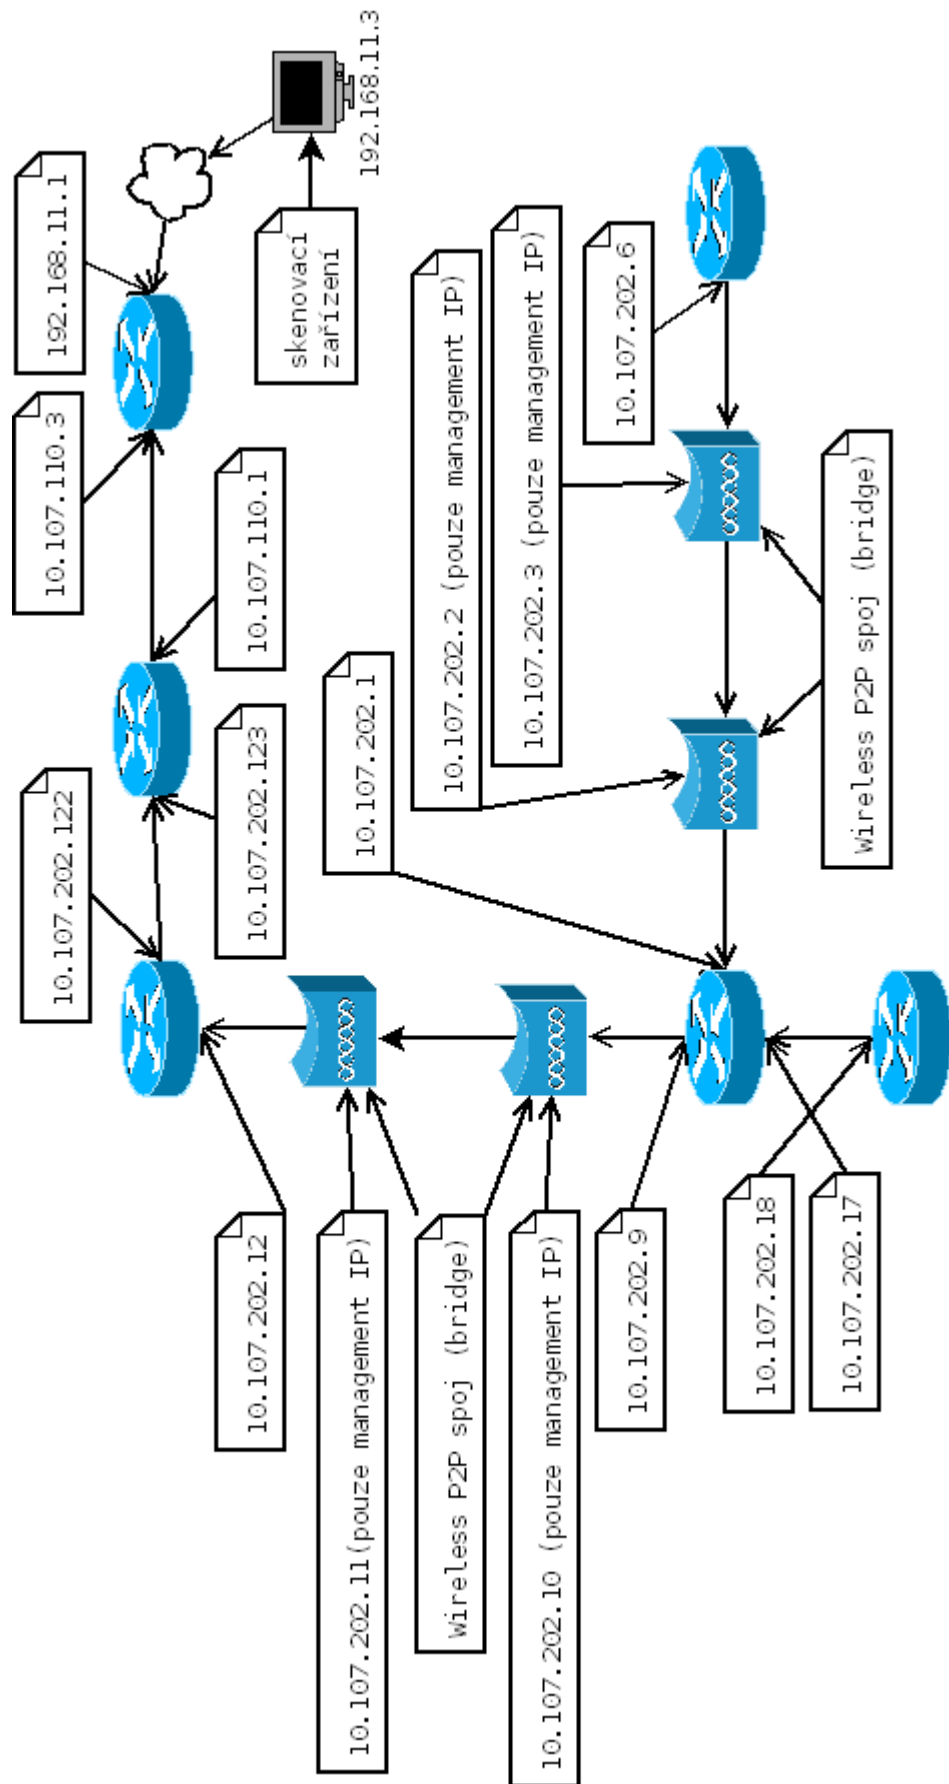 10.107.202.12
10.107.202.11(pouze management IP)
Wireless P2P spoj (bridge)
10.107.202.10 (pouze management IP)
10.107.202.9
10.107.202.18
10.107.202.17
10.107.202.122
10.107.202.123
10.107.202.1
10.107.110.3
10.107.110.1
10.107.202.2 (pouze management IP)
10.107.202.3 (pouze management IP)
Wireless P2P spoj (bridge)
192.168.11.1
skenovací
zařízení
10.107.202.6
192.168.11.3